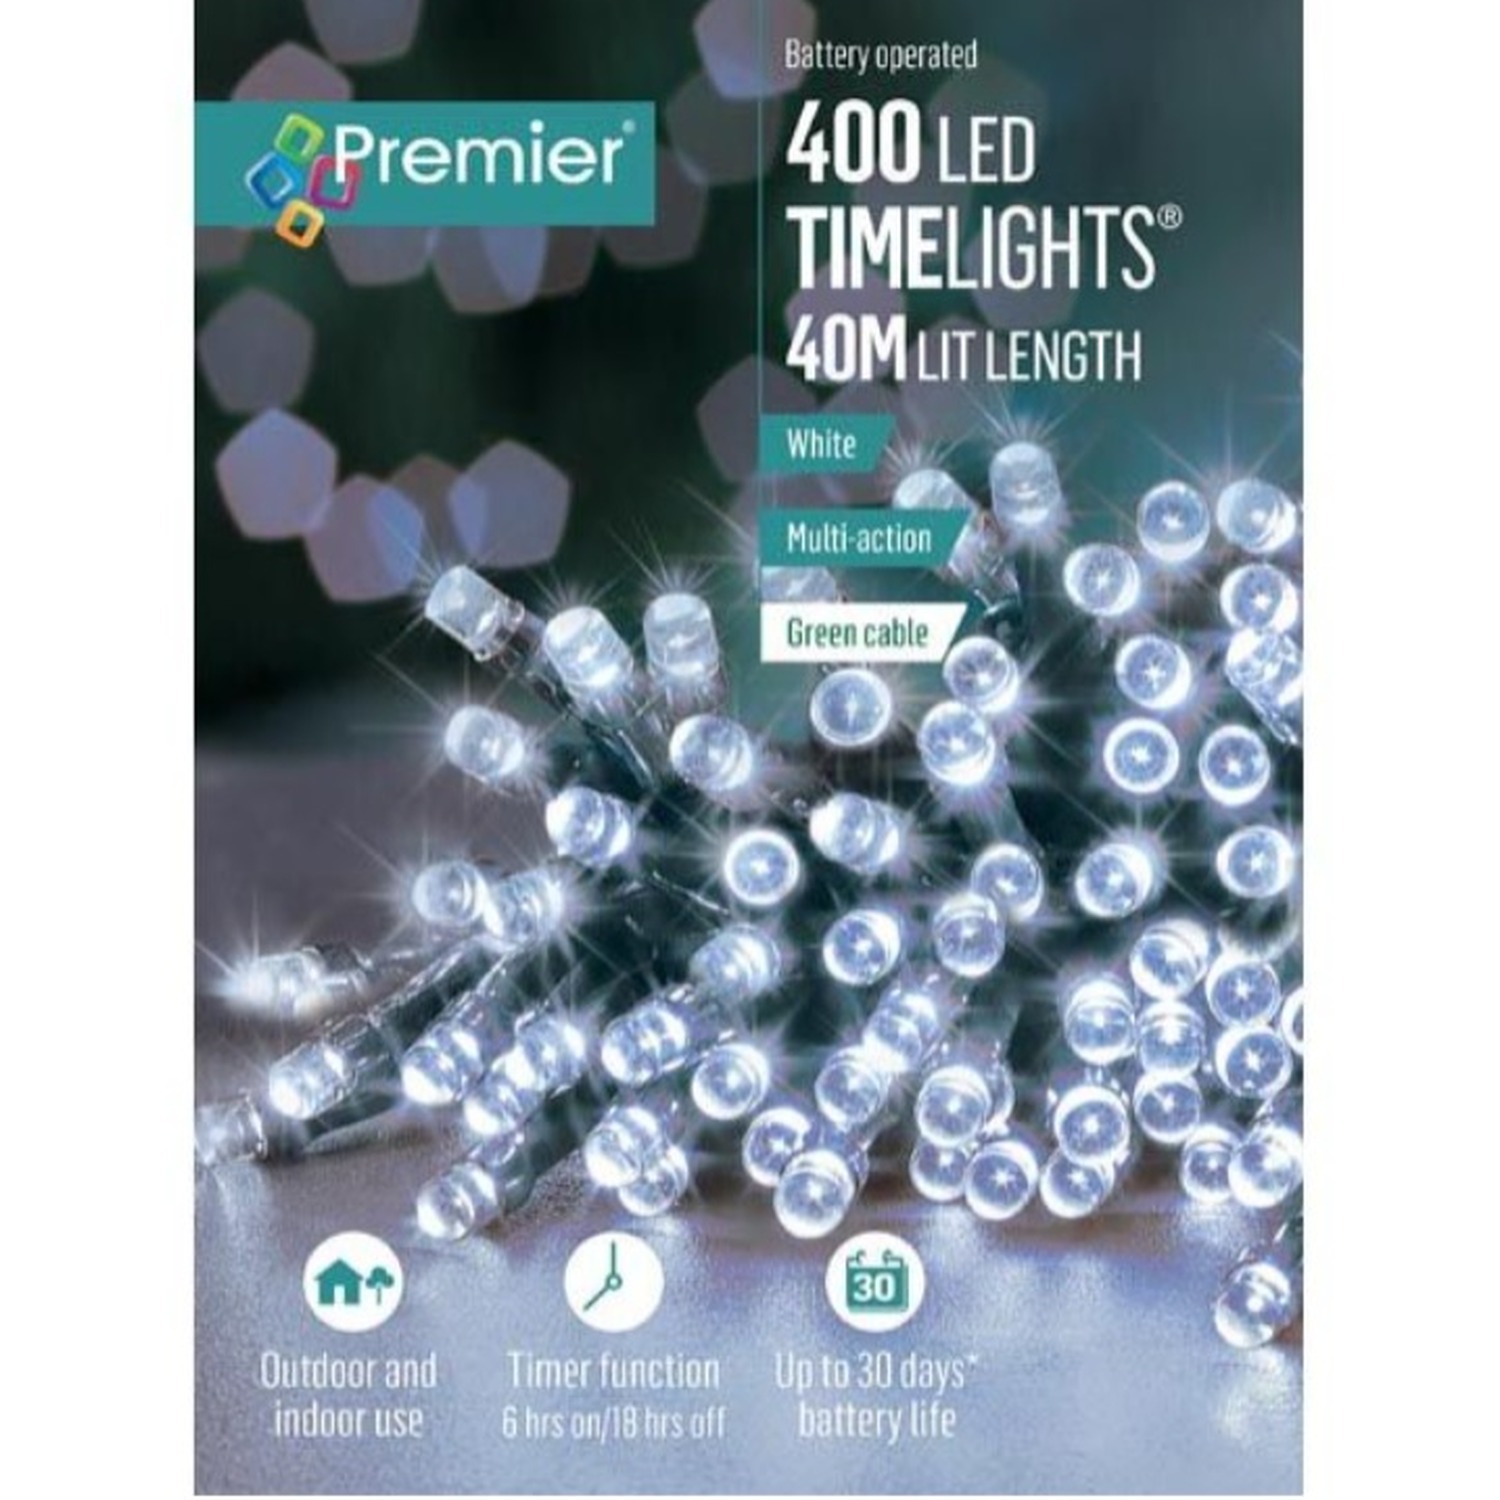 Premier®
Battery operated
400 LED
TIMELIGHTS®
40M LIT LENGTH
White
Multi-action
Green cable
30
Outdoor and
indoor use
Timer function
6 hrs on/18 hrs off
Up to 30 days*
battery life